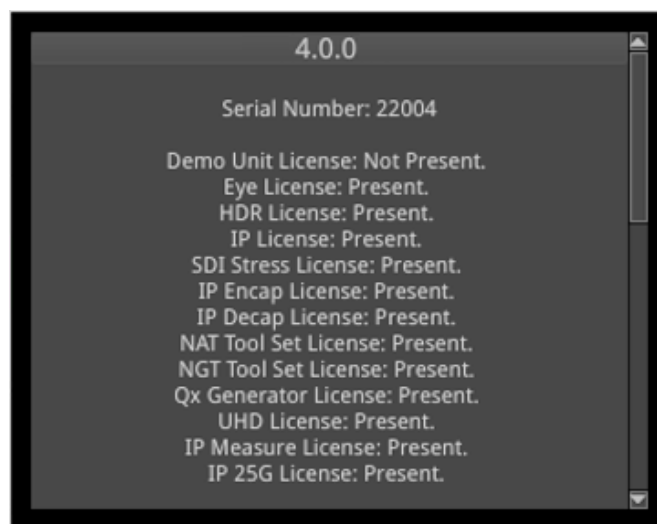 4.0.0
Serial Number: 22004
Demo Unit License: Not Present.
Eye License: Present.
HDR License: Present.
IP License: Present.
SDI Stress License: Present.
IP Encap License: Present.
IP Decap License: Present.
NAT Tool Set License: Present.
NGT Tool Set License: Present.
Qx Generator License: Present.
UHD License: Present.
IP Measure License: Present.
IP 25G License: Present.